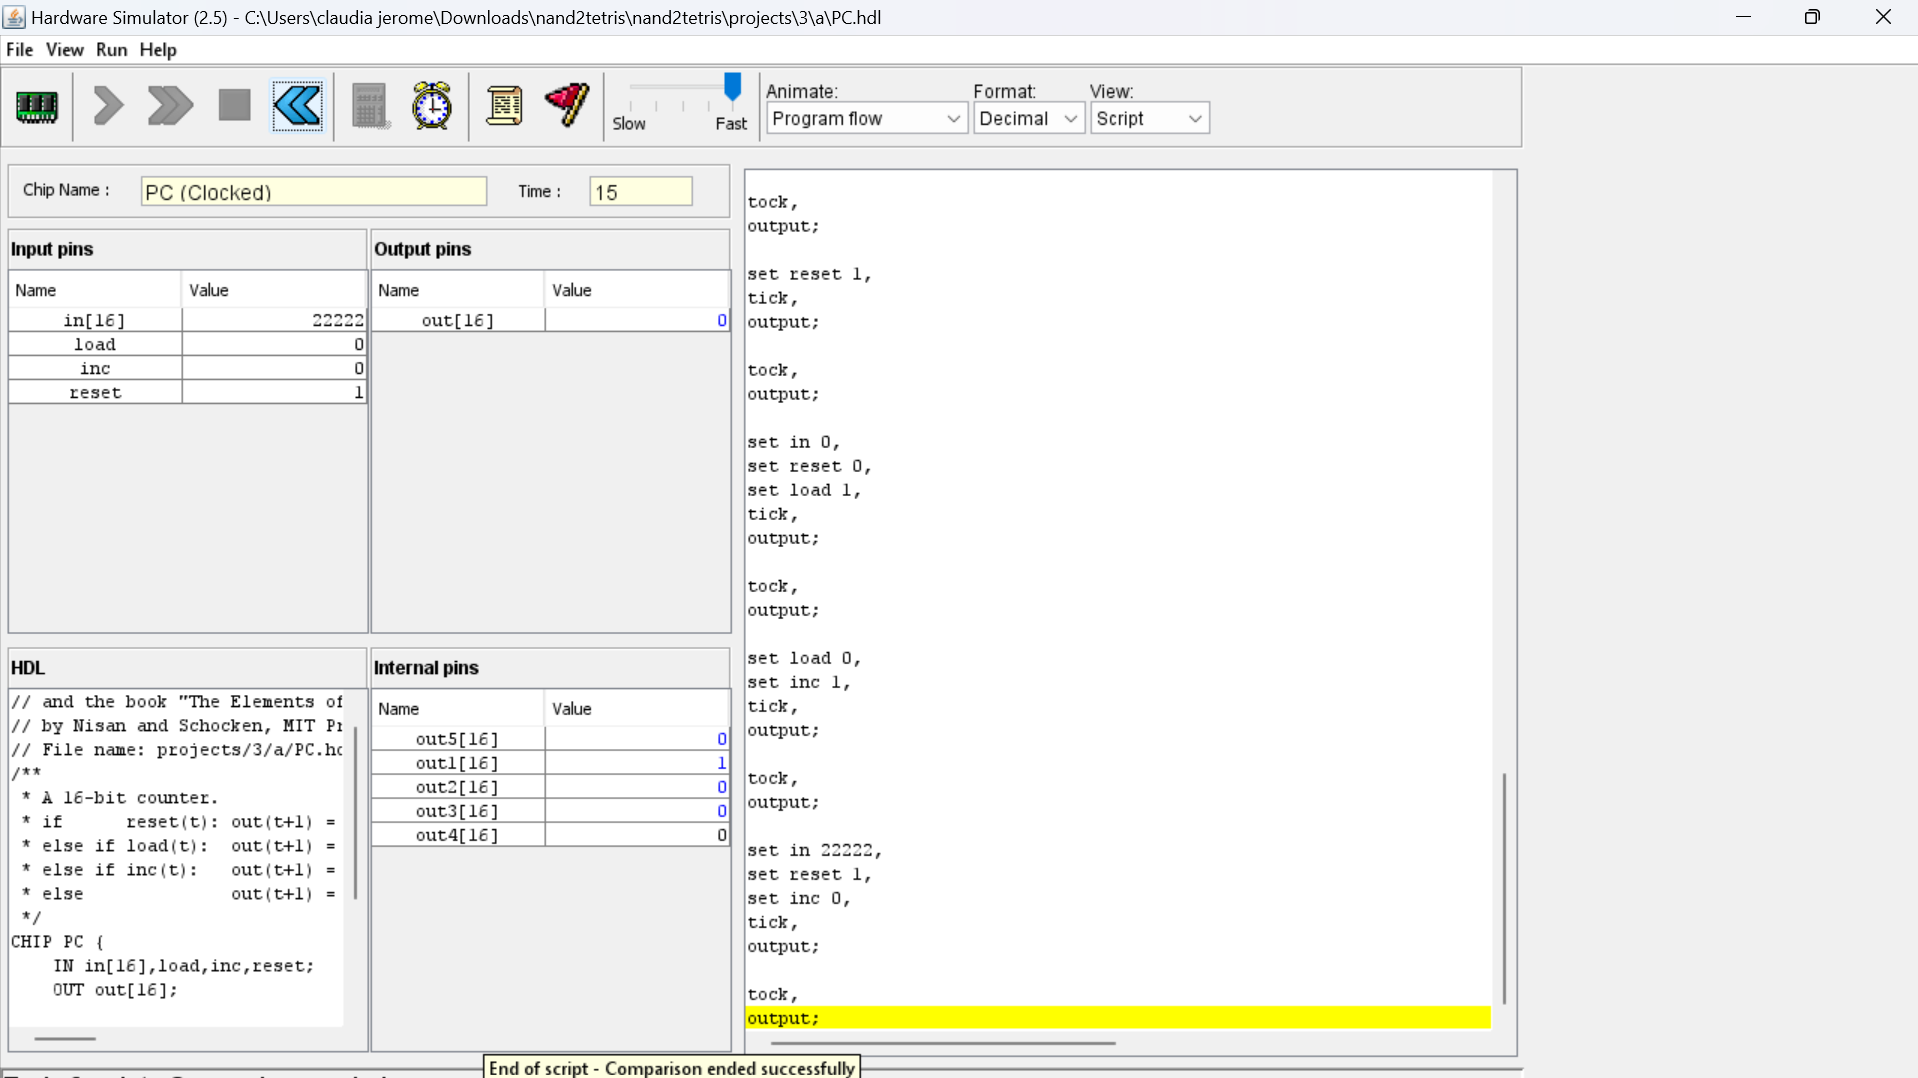 Hardware Simulator (2.5) - C:\Users\claudia jerome\Downloads\nand2tetris\nand2tetris\projects\3\a\PC.hdl
File View Run Help
Slow Fast
Animate: Format: View:
Program flow Decimal Script
Chip Name : PC (Clocked) Time : 15
Input pins
Name Value
in[16] 22222
load 0
inc 0
reset 1
Output pins
Name Value
out[16] 0
HDL
// and the book "The Elements of
// by Nisan and Schocken, MIT Pr
// File name: projects/3/a/PC.hd
/**
* A 16-bit counter.
* if reset(t): out(t+1) =
* else if load(t): out(t+1) =
* else if inc(t): out(t+1) =
* else out(t+1) =
*/
CHIP PC {
IN in[16],load,inc,reset;
OUT out[16];
Internal pins
Name Value
out5[16] 0
out1[16] 1
out2[16] 0
out3[16] 0
out4[16] 0
tock,
output;
set reset 1,
tick,
output;
tock,
output;
set in 0,
set reset 0,
set load 1,
tick,
output;
tock,
output;
set load 0,
set inc 1,
tick,
output;
tock,
output;
set in 22222,
set reset 1,
set inc 0,
tick,
output;
tock,
output;
End of script - Comparison ended successfully